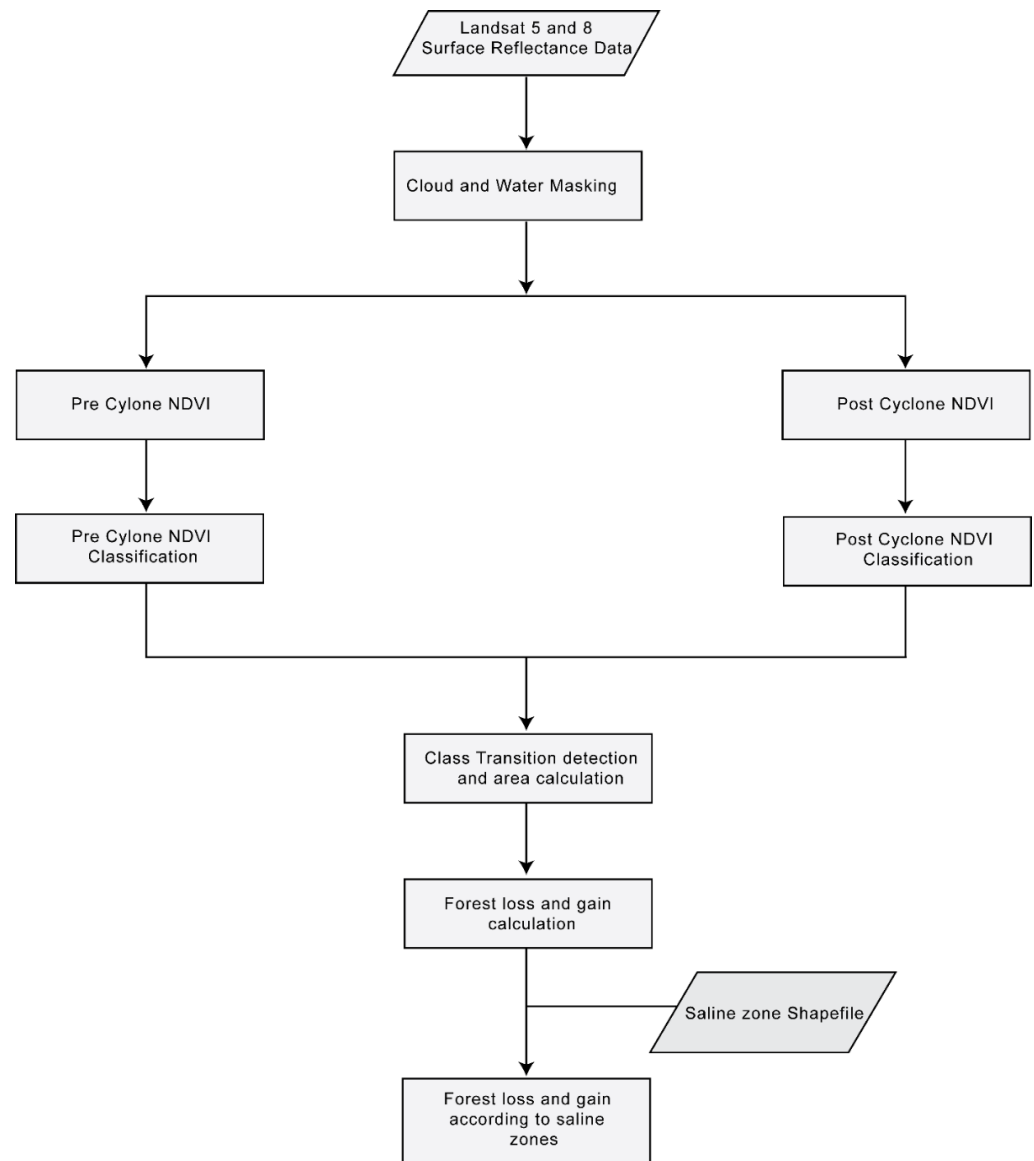 Landsat 5 and 8
Surface Reflectance Data
Cloud and Water Masking
Pre Cylone NDVI
Post Cyclone NDVI
Pre Cylone NDVI
Classification
Post Cyclone NDVI
Classification
Class Transition detection
and area calculation
Forest loss and gain
calculation
Saline zone Shapefile
Forest loss and gain
according to saline
zones